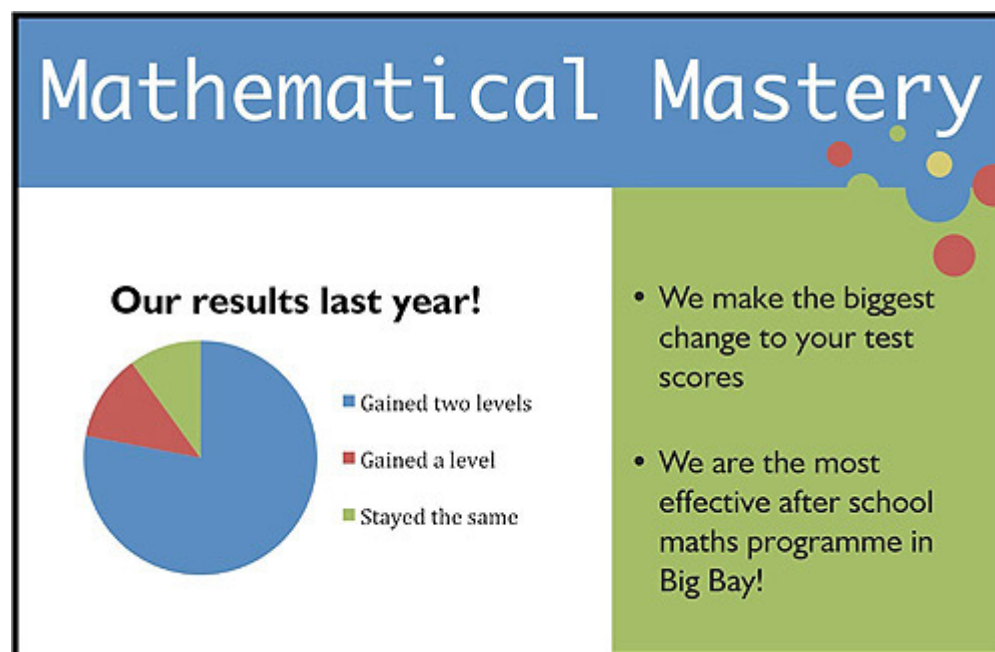 Mathematical Mastery
Our results last year!
Gained two levels
Gained a level
Stayed the same
• We make the biggest
change to your test
scores
• We are the most
effective after school
maths programme in
Big Bay!